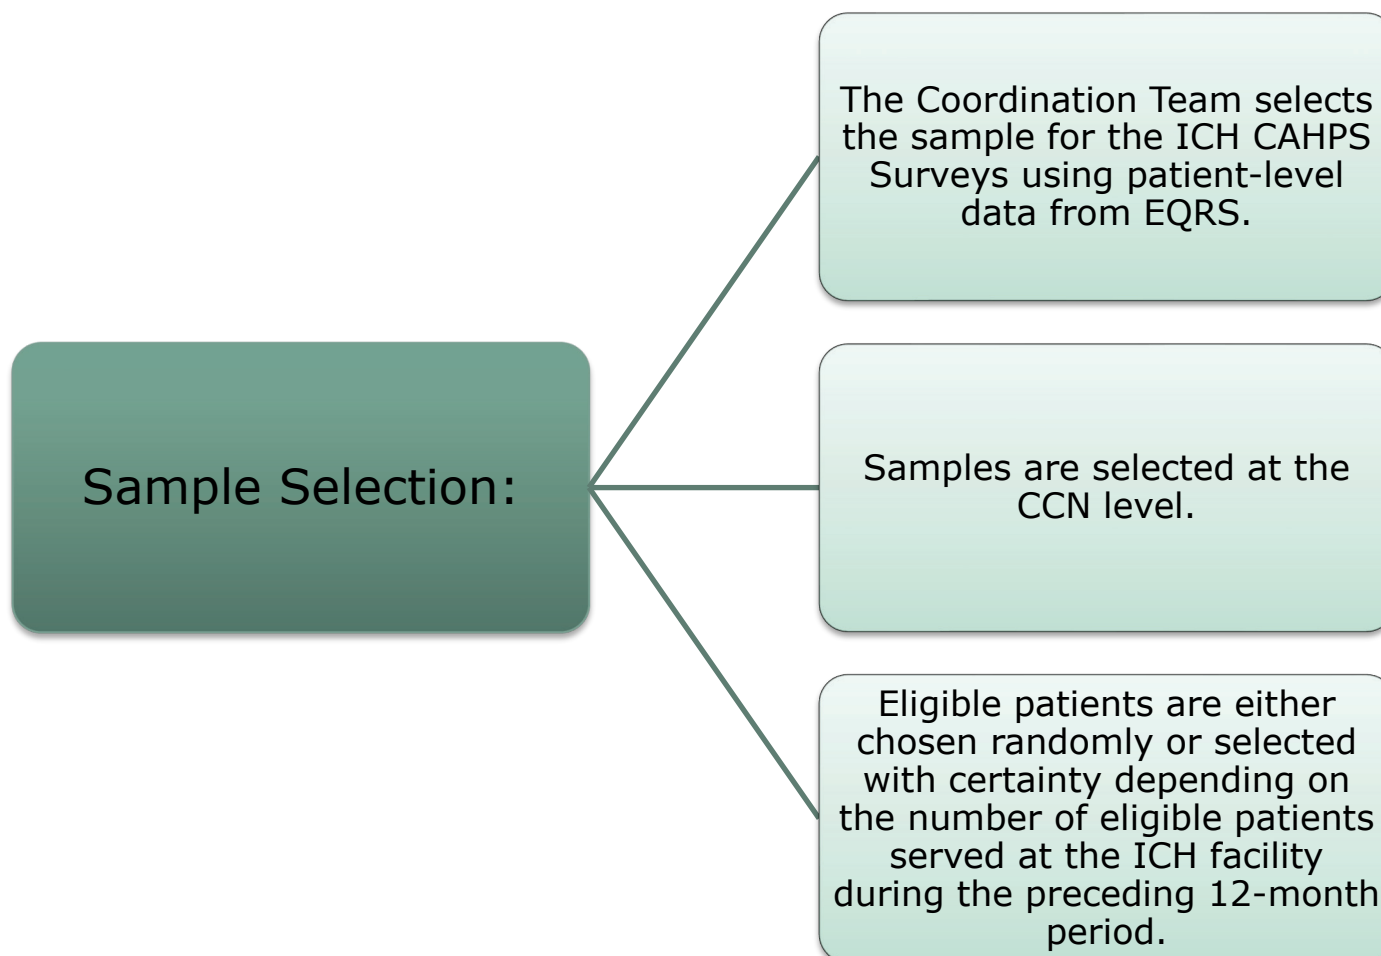 Sample Selection:
The Coordination Team selects
the sample for the ICH CAHPS
Surveys using patient-level
data from EQRS.
Samples are selected at the
CCN level.
Eligible patients are either
chosen randomly or selected
with certainty depending on
the number of eligible patients
served at the ICH facility
during the preceding 12-month
period.